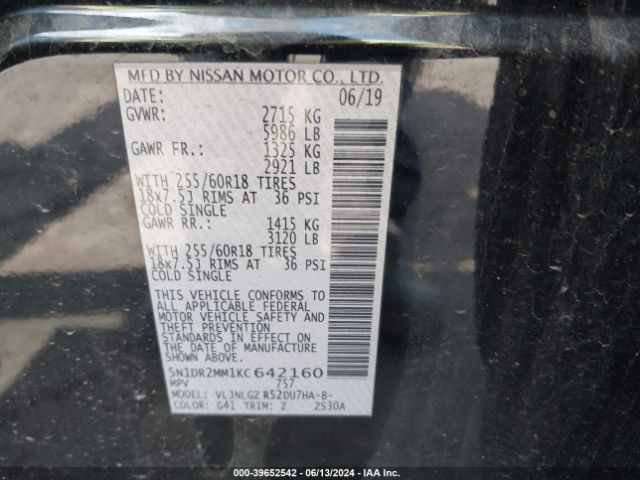 MFD BY NISSAN MOTOR CO., LTD.
DATE: 06/19
GVWR: 2715 KG
5986 LB
GAWR FR.: 1325 KG
2921 LB
WITH 255/60R18 TIRES
18x7.5J RIMS AT 36 PSI
COLD SINGLE
GAWR RR.: 1415 KG
3120 LB
WITH 255/60R18 TIRES
18x7.5J RIMS AT 36 PSI
COLD SINGLE
THIS VEHICLE CONFORMS TO
ALL APPLICABLE FEDERAL
MOTOR VEHICLE SAFETY AND
THEFT PREVENTION
STANDARDS IN EFFECT ON
THE DATE OF MANUFACTURE
SHOWN ABOVE.
5N1DR2MM1KC642160
MPV 7S7
MODEL: VLJNLGZ R52DU7HA-8-
COLOR: G41 TRIM: Z ZS30A
000-39652542 - 06/13/2024 - IAA Inc.